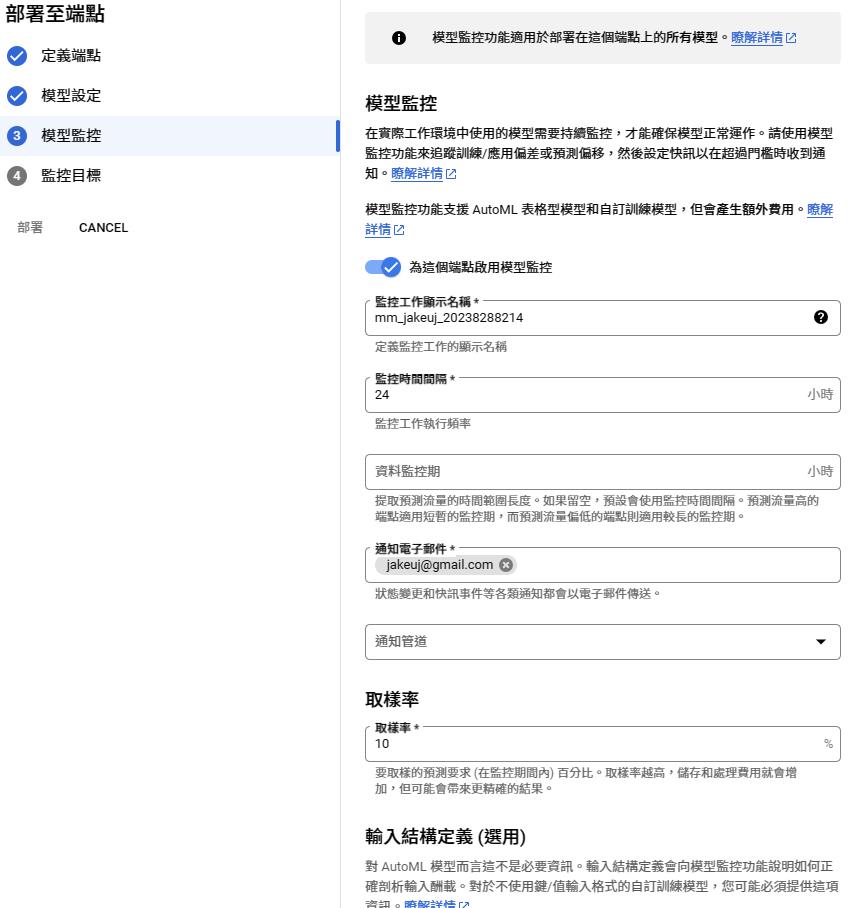 部署至端點
定義端點
模型設定
3 模型監控
4 監控目標
部署 CANCEL
模型監控功能適用於部署在這個端點上的所有模型。瞭解詳情
模型監控
在實際工作環境中使用的模型需要持續監控，才能確保模型正常運作。請使用模型
監控功能來追蹤訓練/應用偏差或預測偏移，然後設定快訊以在超過門檻時收到通
知。瞭解詳情
模型監控功能支援 AutoML 表格型模型和自訂訓練模型，但會產生額外費用。瞭解
詳情
為這個端點啟用模型監控
監控工作顯示名稱 *
mm_jakeuj_20238288214
定義監控工作的顯示名稱
監控時間間隔 *
24 小時
監控工作執行頻率
資料監控期 小時
提取預測流量的時間範圍長度。如果留空，預設會使用監控時間間隔。預測流量高的
端點適用短暫的監控期，而預測流量偏低的端點則適用較長的監控期。
通知電子郵件 *
jakeuj@gmail.com
狀態變更和快訊事件等各類通知都會以電子郵件傳送。
通知管道
取樣率
取樣率 *
10 %
要取樣的預測要求 (在監控期間內) 百分比。取樣率越高，儲存和處理費用就會增
加，但可能會帶來更精確的結果。
輸入結構定義 (選用)
對 AutoML 模型而言這不是必要資訊。輸入結構定義會向模型監控功能說明如何正
確剖析輸入酬載。對於不使用鍵/值輸入格式的自訂訓練模型，您可能必須提供這項
資訊。瞭解詳情